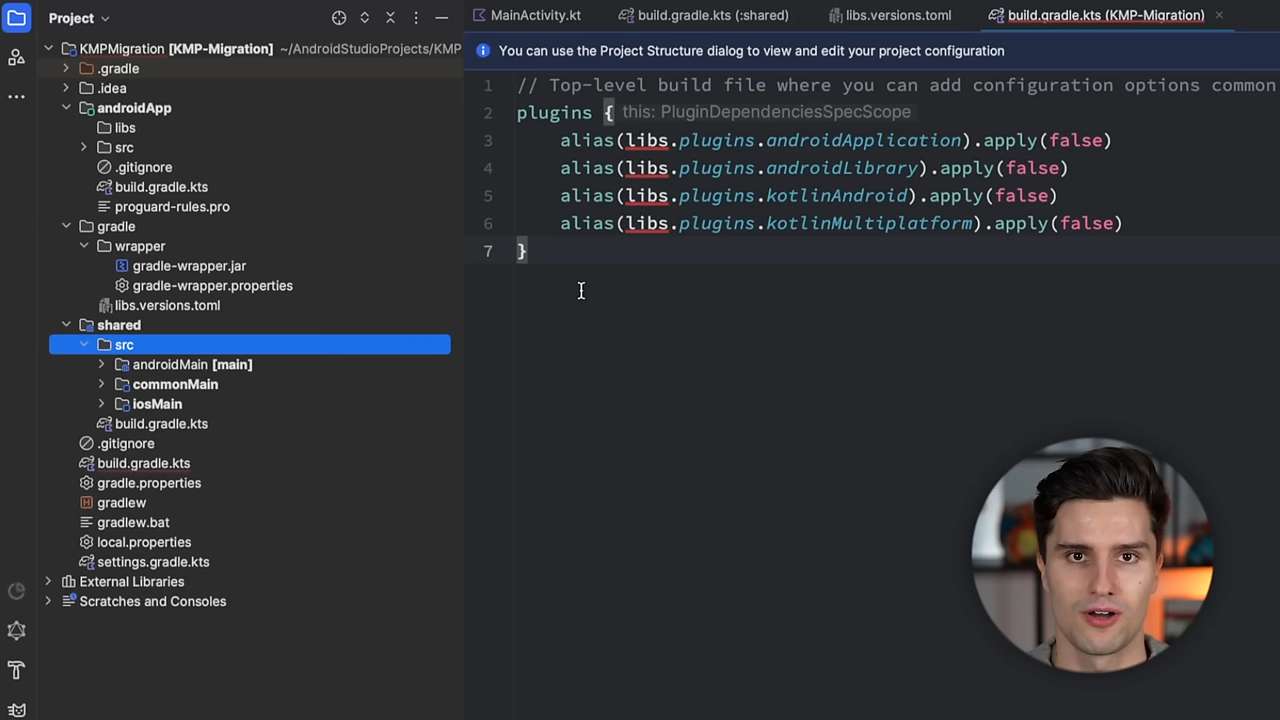 Project
KMPMigration [KMP-Migration] ~/AndroidStudioProjects/KMP
.gradle
.idea
androidApp
libs
src
.gitignore
build.gradle.kts
proguard-rules.pro
gradle
wrapper
gradle-wrapper.jar
gradle-wrapper.properties
libs.versions.toml
shared
src
androidMain [main]
commonMain
iosMain
build.gradle.kts
.gitignore
build.gradle.kts
gradle.properties
gradlew
gradlew.bat
local.properties
settings.gradle.kts
External Libraries
Scratches and Consoles
MainActivity.kt build.gradle.kts (:shared) libs.versions.toml build.gradle.kts (KMP-Migration)
You can use the Project Structure dialog to view and edit your project configuration
1 // Top-level build file where you can add configuration options common
2 plugins { this: PluginDependenciesSpecScope
3 alias(libs.plugins.androidApplication).apply(false)
4 alias(libs.plugins.androidLibrary).apply(false)
5 alias(libs.plugins.kotlinAndroid).apply(false)
6 alias(libs.plugins.kotlinMultiplatform).apply(false)
7 }